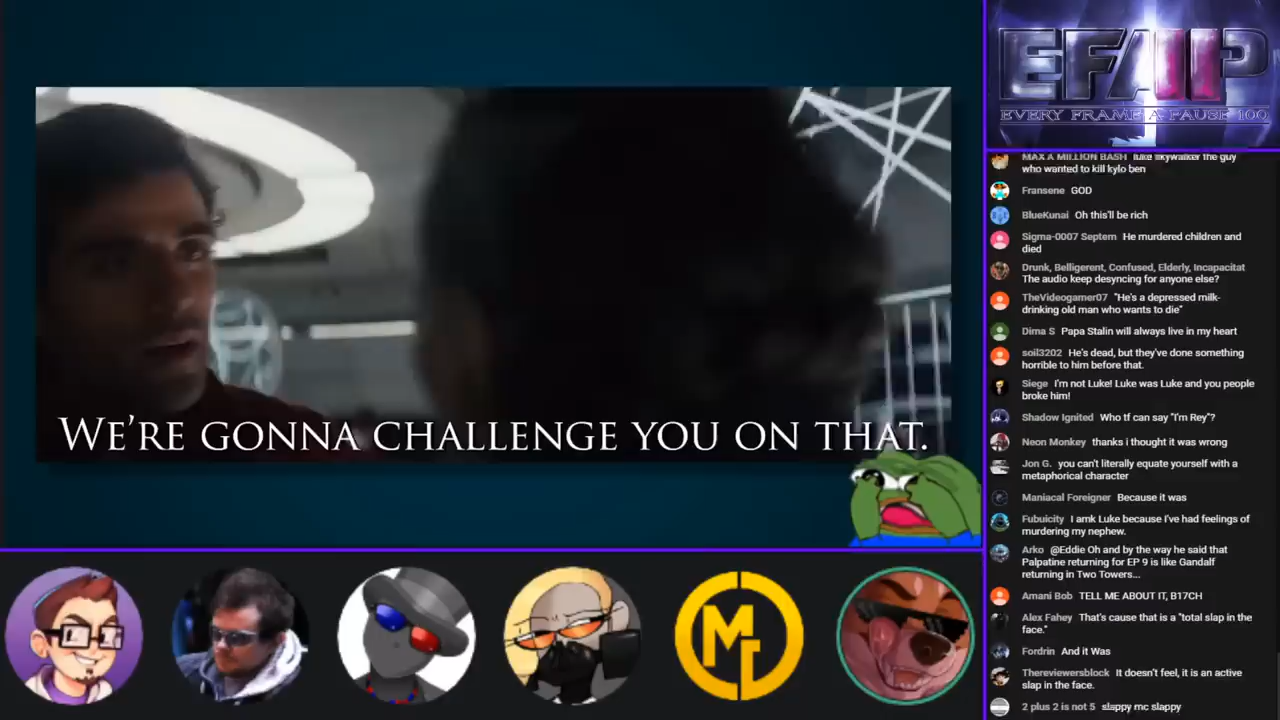 WE'RE GONNA CHALLENGE YOU ON THAT.
EFAP
EVERY FRAME A PAUSE 100
MAX A MILLION BASH luke likywalker the guy
who wanted to kill kylo ben
Fransene GOD
BlueKunai Oh this'll be rich
Sigma-0007 Septem He murdered children and
died
Drunk, Belligerent, Confused, Elderly, Incapacitat
The audio keep desyncing for anyone else?
TheVideogamer07 "He's a depressed milk-
drinking old man who wants to die"
Dima S Papa Stalin will always live in my heart
soil3202 He's dead, but they've done something
horrible to him before that.
Siege I'm not Luke! Luke was Luke and you people
broke him!
Shadow Ignited Who tf can say "I'm Rey"?
Neon Monkey thanks i thought it was wrong
Jon G. you can't literally equate yourself with a
metaphorical character
Maniacal Foreigner Because it was
Fubuicity I amk Luke because I've had feelings of
murdering my nephew.
Arko @Eddie Oh and by the way he said that
Palpatine returning for EP 9 is like Gandalf
returning in Two Towers...
Amani Bob TELL ME ABOUT IT, B17CH
Alex Fahey That's cause that is a "total slap in the
face."
Fordrin And it Was
Thereviewersblock It doesn't feel, it is an active
slap in the face.
2 plus 2 is not 5 slappy mc slappy